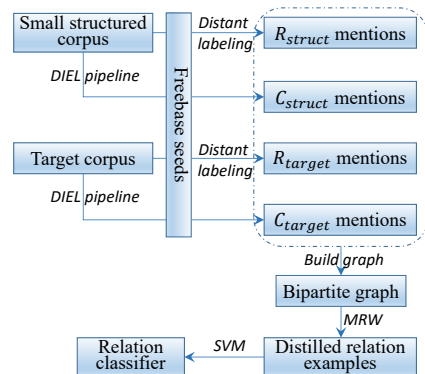 Small structured
corpus
Distant
labeling
R_struct mentions
DIEL pipeline
Freebase seeds
C_struct mentions
Target corpus
Distant
labeling
R_target mentions
DIEL pipeline
C_target mentions
Build graph
Bipartite graph
MRW
Relation
classifier
SVM
Distilled relation
examples